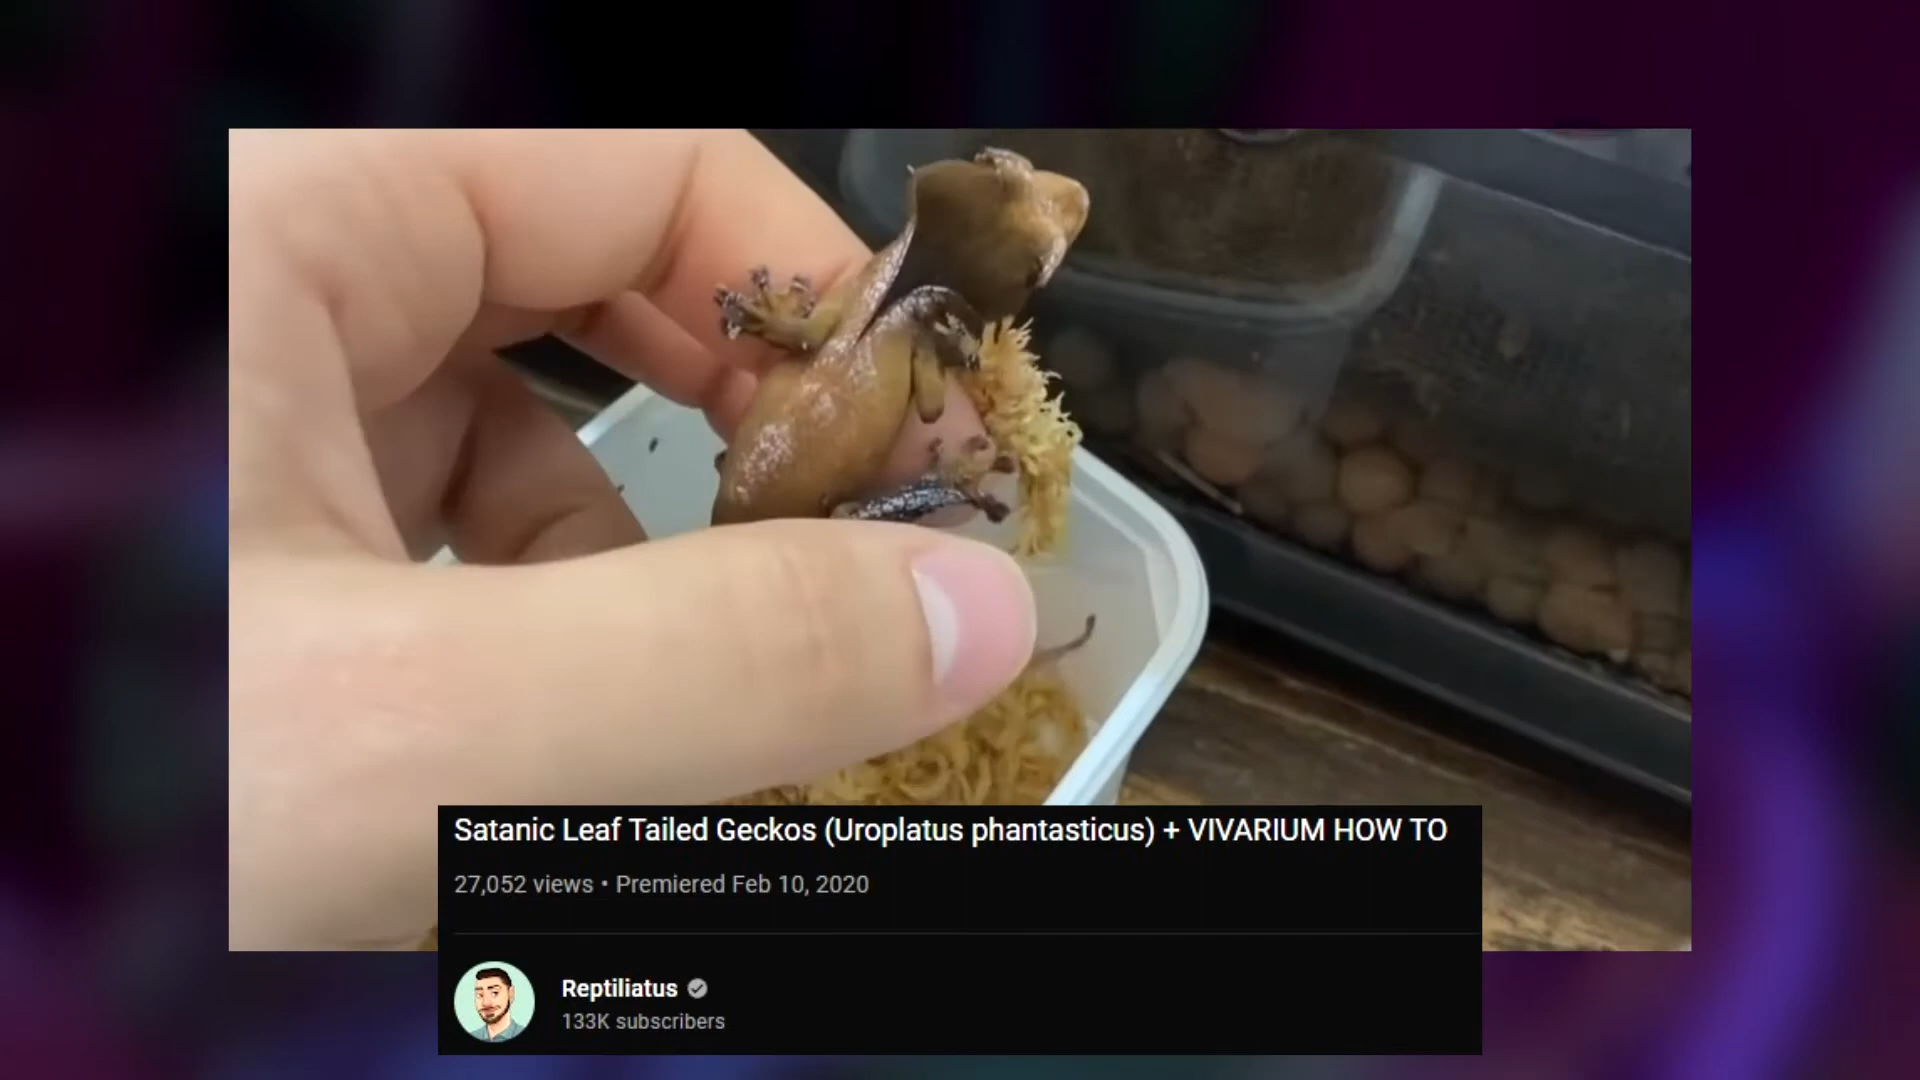 Satanic Leaf Tailed Geckos (Uroplatus phantasticus) + VIVARIUM HOW TO
27,052 views • Premiered Feb 10, 2020
Reptiliatus
133K subscribers